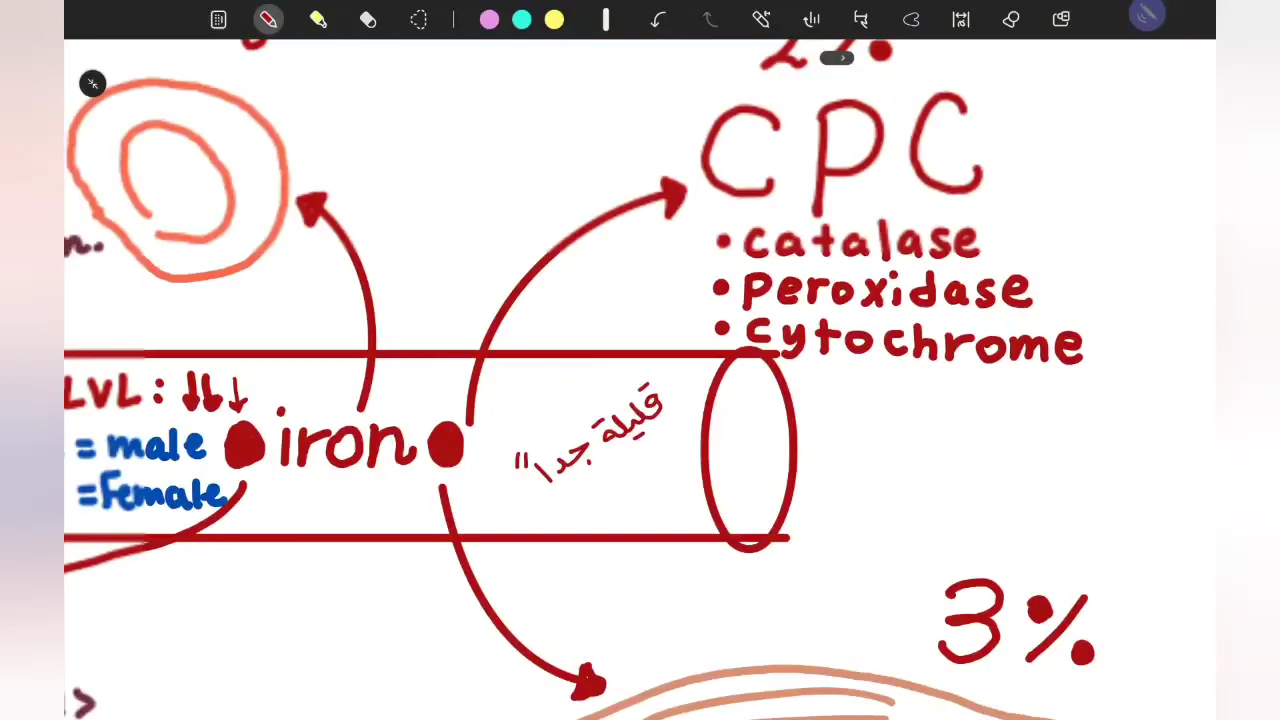 CPC
• catalase
• peroxidase
• cytochrome
LVL : ↓↓↓
= male
= Female
iron
قليلة جدا"
3%